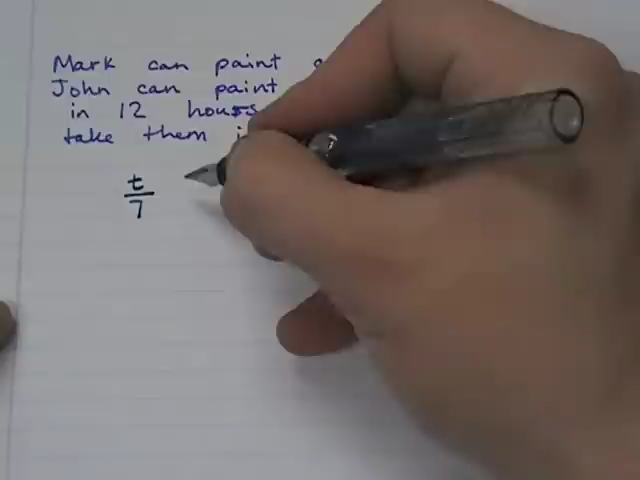 Mark can paint
John can paint
in 12 hours
take them
t
7